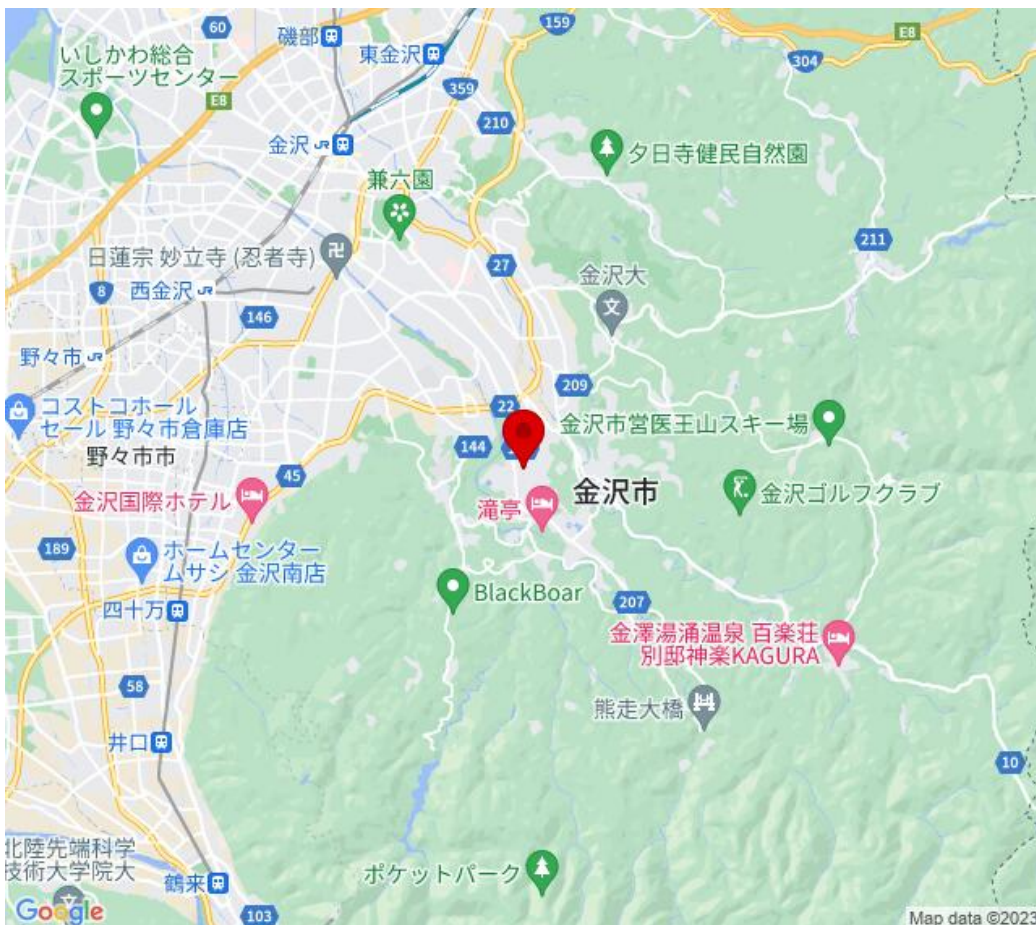 60
磯部
159
E8
いしかわ総合
スポーツセンター
東金沢
304
359
E8
210
金沢 JR
夕日寺健民自然園
兼六園
211
日蓮宗 妙立寺 (忍者寺)
27
金沢大
8
西金沢 JR
146
文
野々市 JR
209
コストコホール
セール 野々市倉庫店
22
金沢市営医王山スキー場
野々市市
144
45
金沢市
金沢国際ホテル
滝亭
金沢ゴルフクラブ
189
ホームセンター
ムサシ 金沢南店
BlackBoar
四十万
207
金澤湯涌温泉 百楽荘
別邸神楽KAGURA
58
熊走大橋
井口
10
北陸先端科学
技術大学院大
ポケットパーク
鶴来
文
Google
103
Map data ©2023